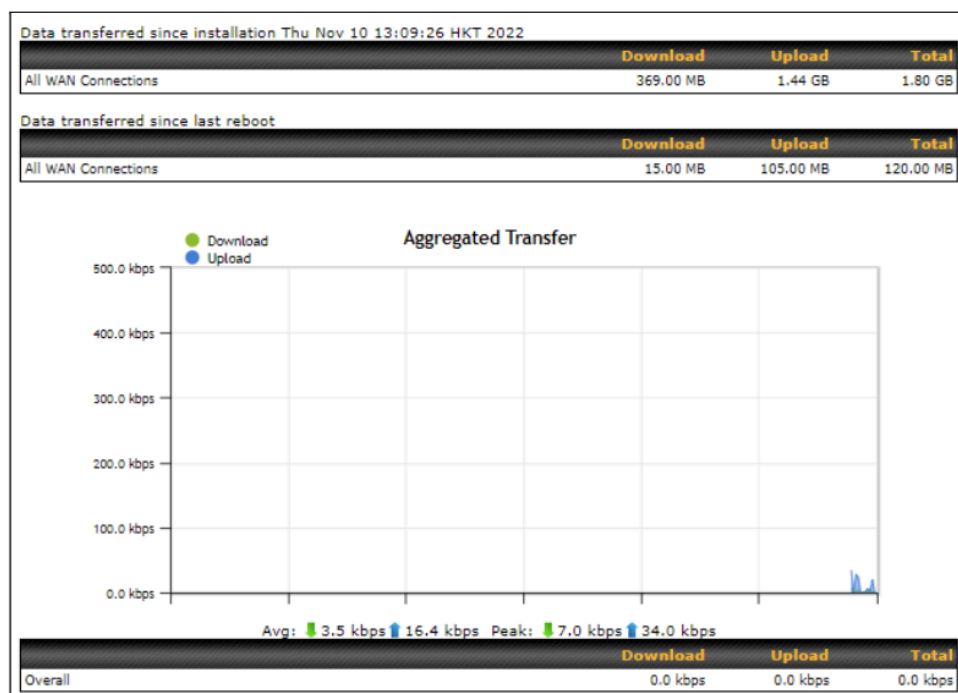 Data transferred since installation Thu Nov 10 13:09:26 HKT 2022
Download Upload Total
All WAN Connections 369.00 MB 1.44 GB 1.80 GB
Data transferred since last reboot
Download Upload Total
All WAN Connections 15.00 MB 105.00 MB 120.00 MB
Aggregated Transfer
Download
Upload
500.0 kbps
400.0 kbps
300.0 kbps
200.0 kbps
100.0 kbps
0.0 kbps
Avg: 3.5 kbps 16.4 kbps Peak: 7.0 kbps 34.0 kbps
Download Upload Total
Overall 0.0 kbps 0.0 kbps 0.0 kbps